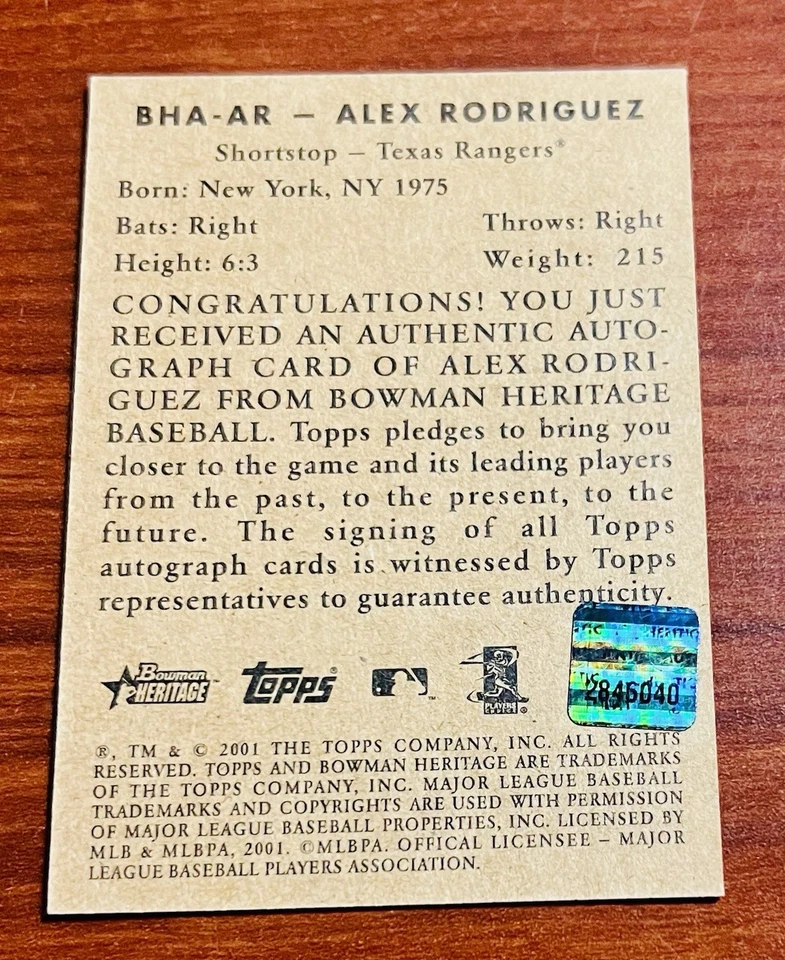 BHA-AR – ALEX RODRIGUEZ
Shortstop – Texas Rangers®
Born: New York, NY 1975
Bats: Right Throws: Right
Height: 6:3 Weight: 215
CONGRATULATIONS! YOU JUST
RECEIVED AN AUTHENTIC AUTO-
GRAPH CARD OF ALEX RODRI-
GUEZ FROM BOWMAN HERITAGE
BASEBALL. Topps pledges to bring you
closer to the game and its leading players
from the past, to the present, to the
future. The signing of all Topps
autograph cards is witnessed by Topps
representatives to guarantee authenticity.
Bowman HERITAGE topps ™ PLAYERS CHOICE ® 2846040
®, TM & © 2001 THE TOPPS COMPANY, INC. ALL RIGHTS
RESERVED. TOPPS AND BOWMAN HERITAGE ARE TRADEMARKS
OF THE TOPPS COMPANY, INC. MAJOR LEAGUE BASEBALL
TRADEMARKS AND COPYRIGHTS ARE USED WITH PERMISSION
OF MAJOR LEAGUE BASEBALL PROPERTIES, INC. LICENSED BY
MLB & MLBPA, 2001. ©MLBPA. OFFICAL LICENSEE – MAJOR
LEAGUE BASEBALL PLAYERS ASSOCIATION.